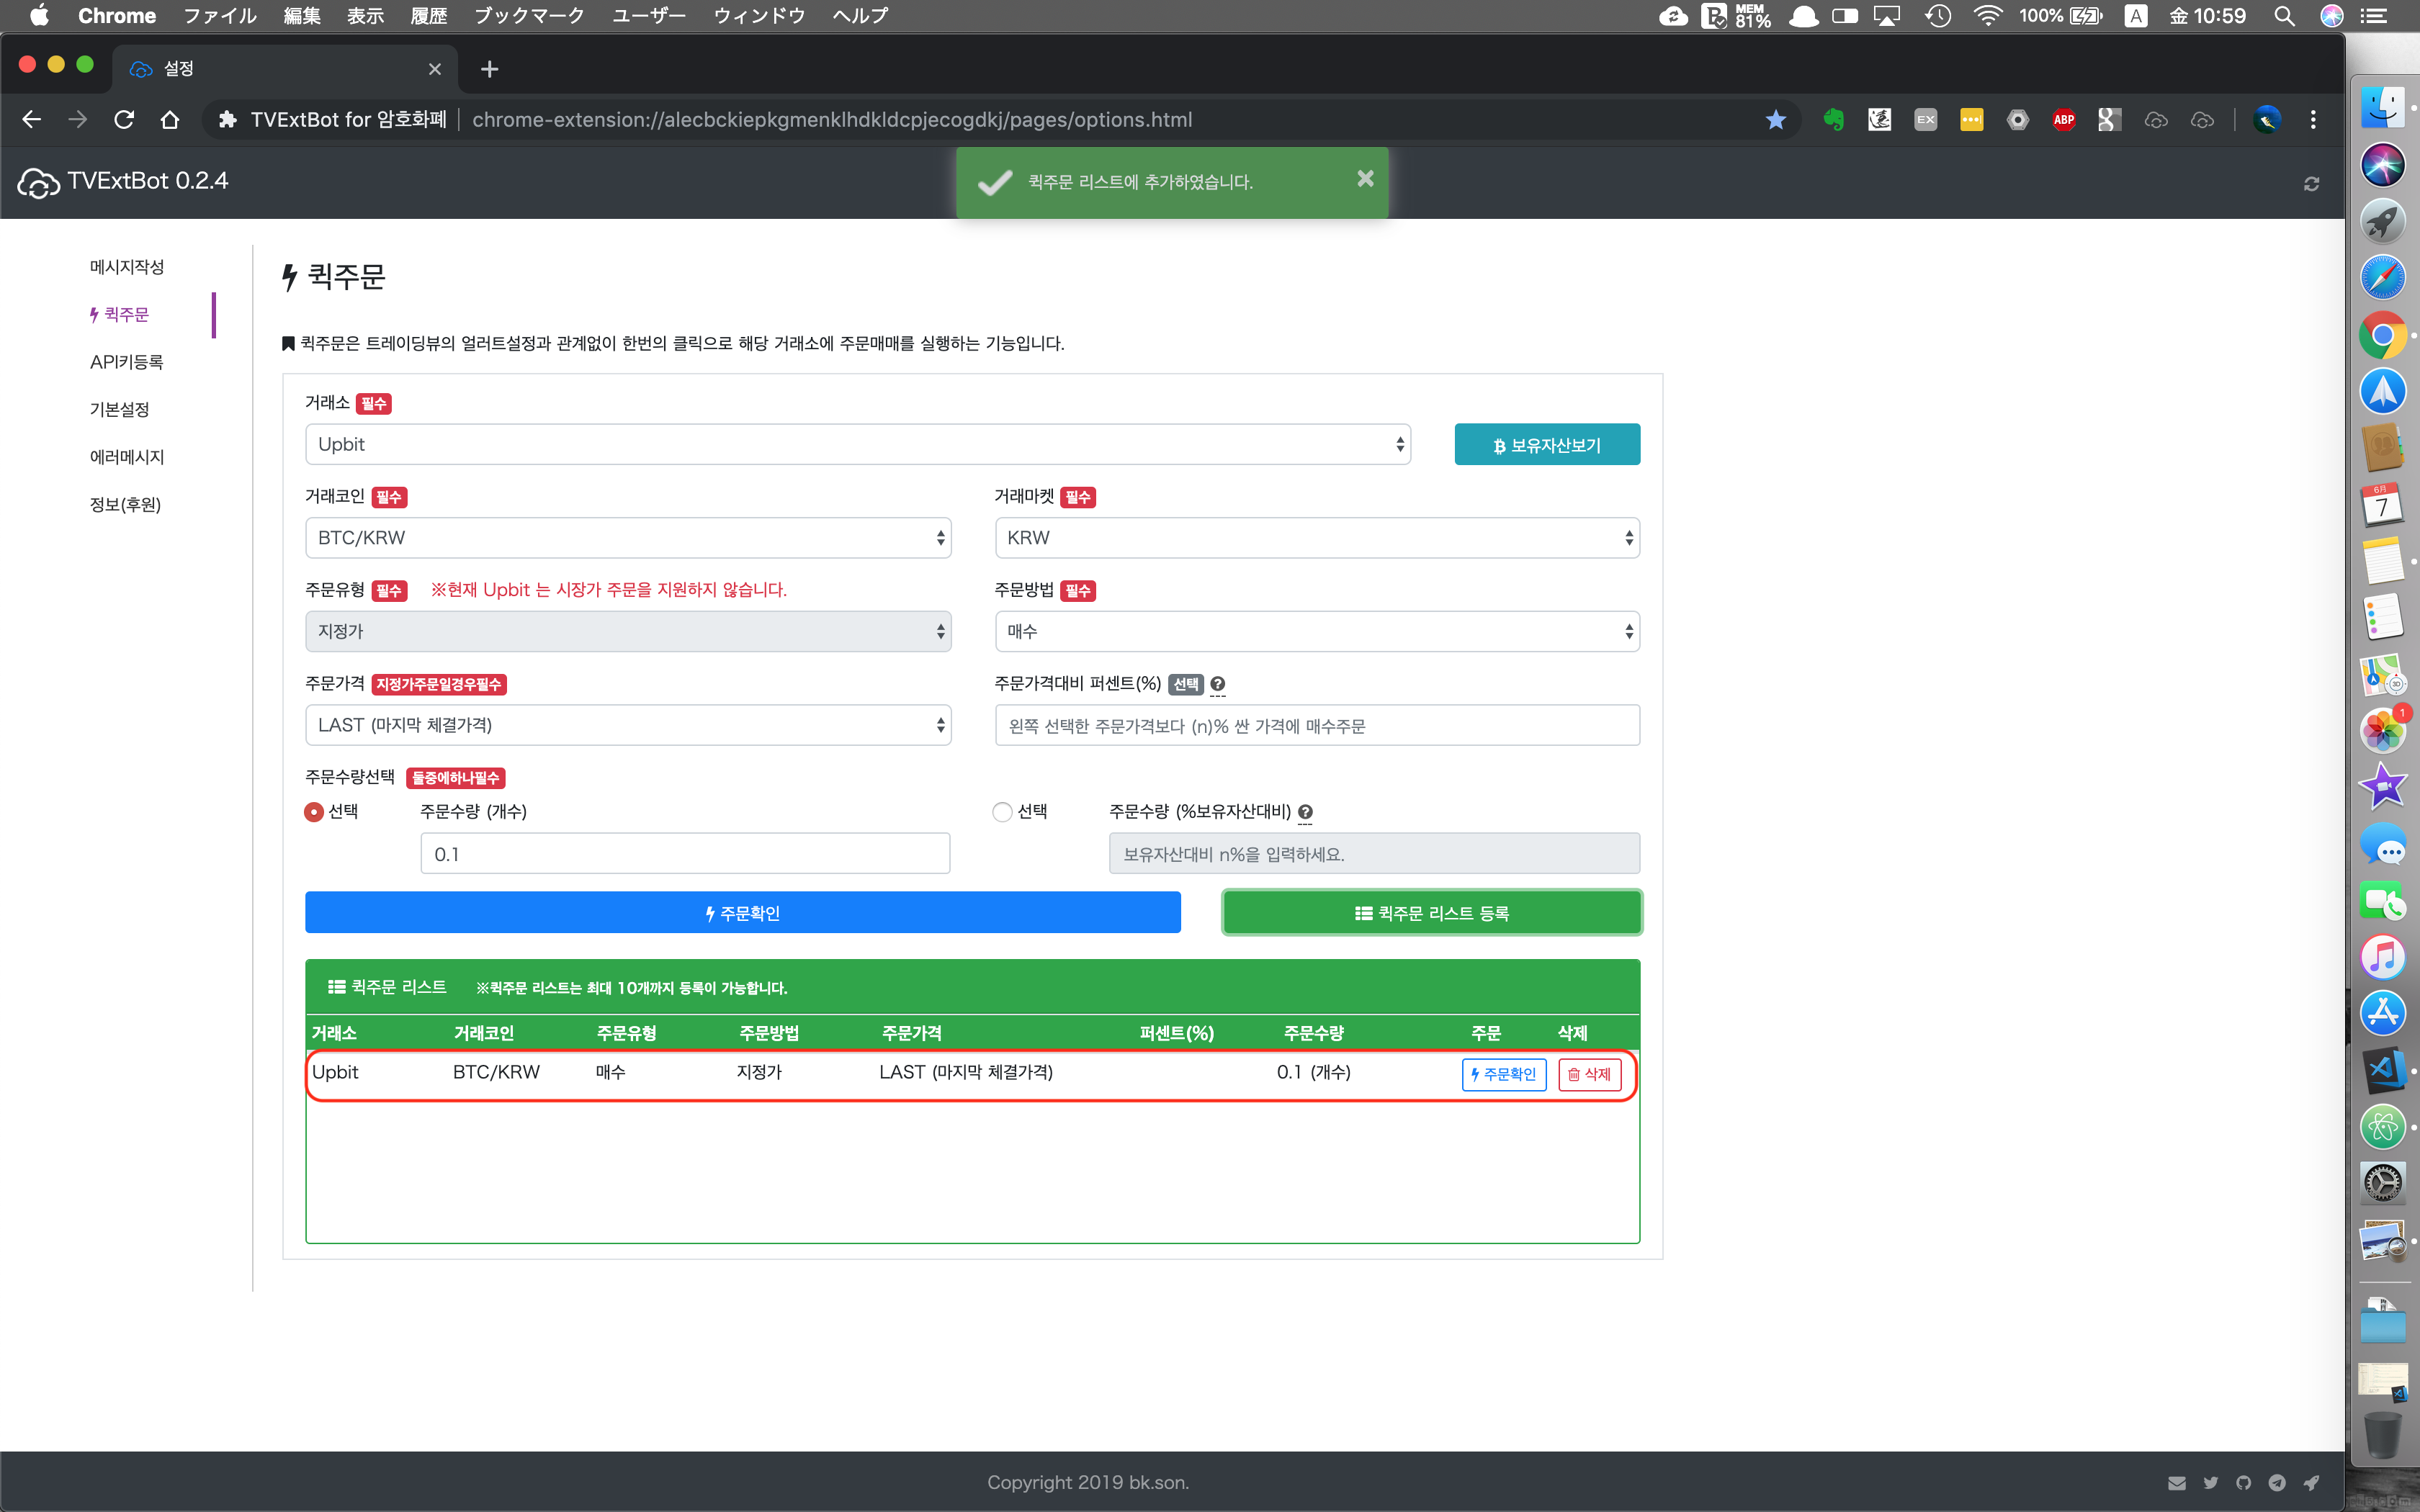 Chrome ファイル 編集 表示 履歴 ブックマーク ユーザー ウィンドウ ヘルプ MEM 81% 100% A 金 10:59
설정
TVExtBot for 암호화폐 chrome-extension://alecbckiepkgmenklhdkldcpjecogdkj/pages/options.html EX ABP
TVExtBot 0.2.4
퀵주문 리스트에 추가하였습니다.
메시지작성
퀵주문
API키등록
기본설정
에러메시지
정보(후원)
퀵주문
퀵주문은 트레이딩뷰의 얼러트설정과 관계없이 한번의 클릭으로 해당 거래소에 주문매매를 실행하는 기능입니다.
거래소 필수
Upbit
보유자산보기
거래코인 필수 거래마켓 필수
BTC/KRW KRW
주문유형 필수 ※현재 Upbit 는 시장가 주문을 지원하지 않습니다. 주문방법 필수
지정가 매수
주문가격 지정가주문일경우필수 주문가격대비 퍼센트(%) 선택
LAST (마지막 체결가격) 왼쪽 선택한 주문가격보다 (n)% 싼 가격에 매수주문
주문수량선택 둘중에하나필수
선택 주문수량 (개수) 선택 주문수량 (%보유자산대비)
0.1 보유자산대비 n%을 입력하세요.
주문확인 퀵주문 리스트 등록
퀵주문 리스트 ※퀵주문 리스트는 최대 10개까지 등록이 가능합니다.
거래소 거래코인 주문유형 주문방법 주문가격 퍼센트(%) 주문수량 주문 삭제
Upbit BTC/KRW 매수 지정가 LAST (마지막 체결가격) 0.1 (개수) 주문확인 삭제
Copyright 2019 bk.son.
6月
7
3D
1